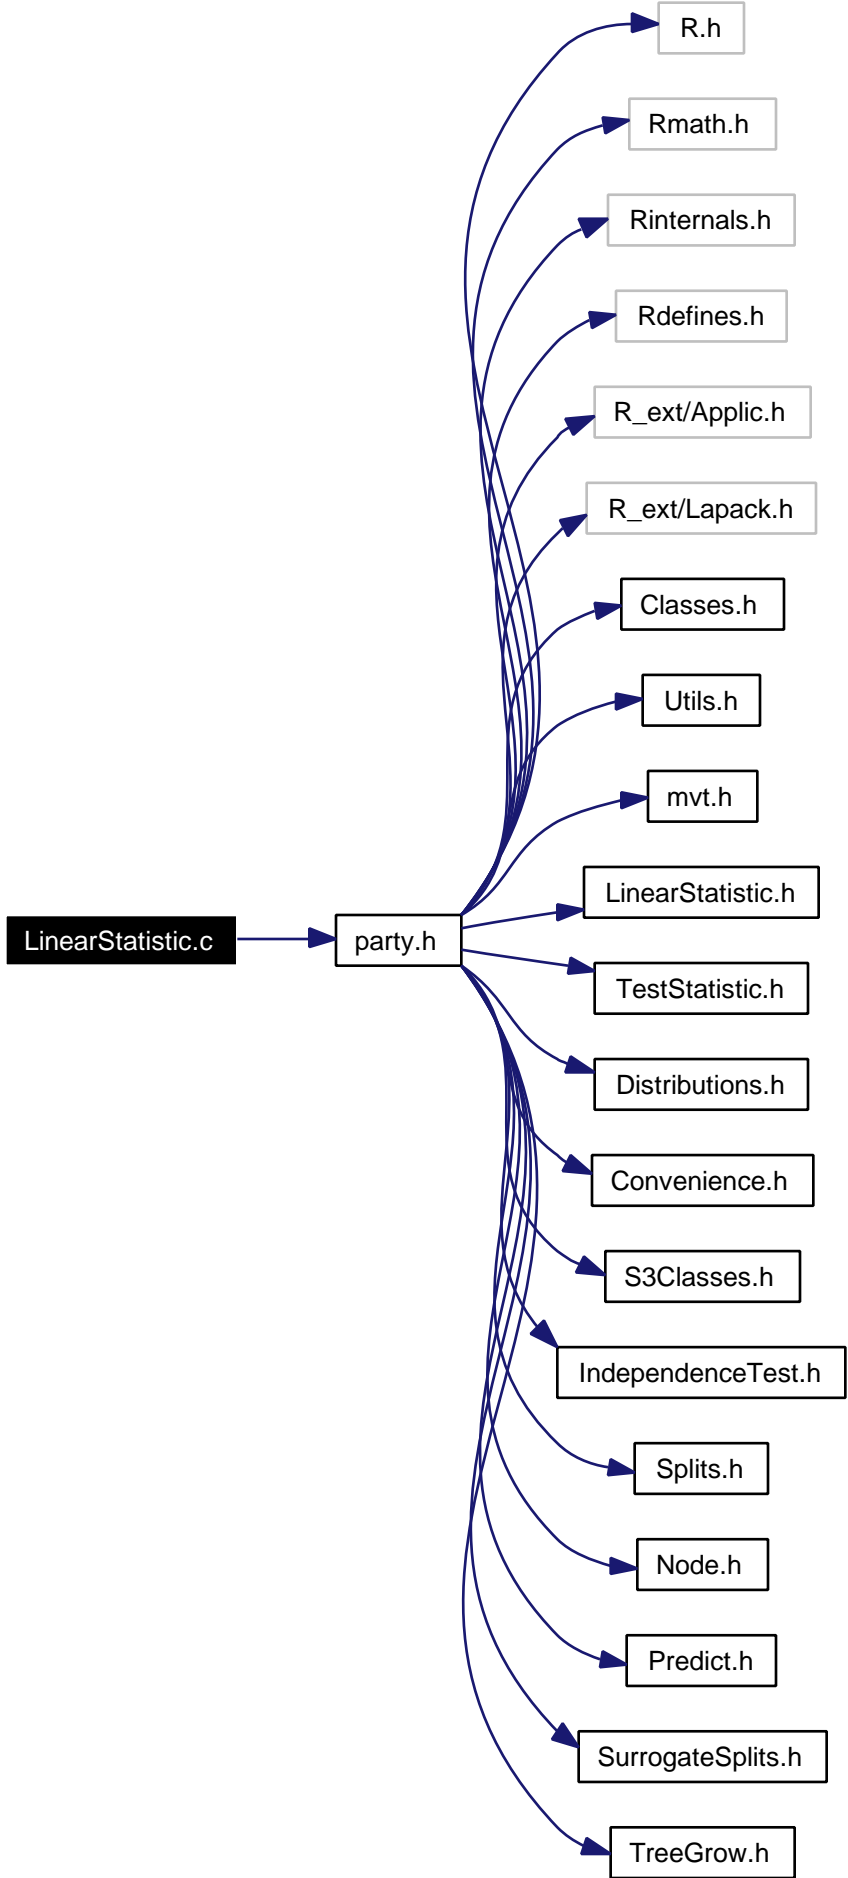 R.h
Rmath.h
Rinternals.h
Rdefines.h
R_ext/Applic.h
R_ext/Lapack.h
Classes.h
Utils.h
mvt.h
LinearStatistic.h
LinearStatistic.c
party.h
TestStatistic.h
Distributions.h
Convenience.h
S3Classes.h
IndependenceTest.h
Splits.h
Node.h
Predict.h
SurrogateSplits.h
TreeGrow.h